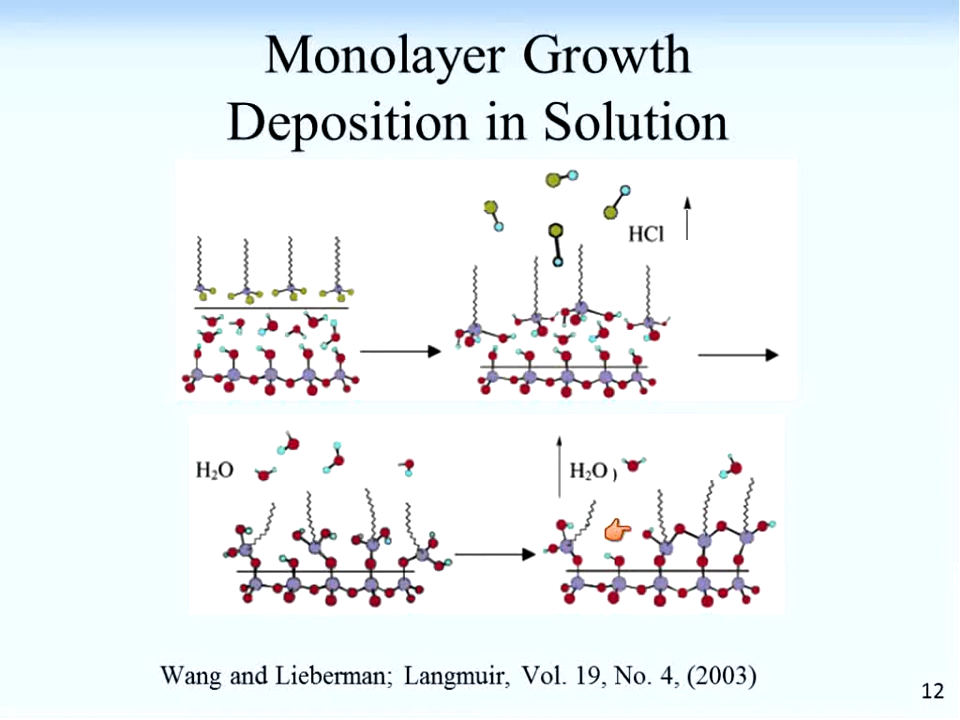 Monolayer Growth
Deposition in Solution
HCl
H₂O
H₂O )
Wang and Lieberman; Langmuir, Vol. 19, No. 4, (2003)
12